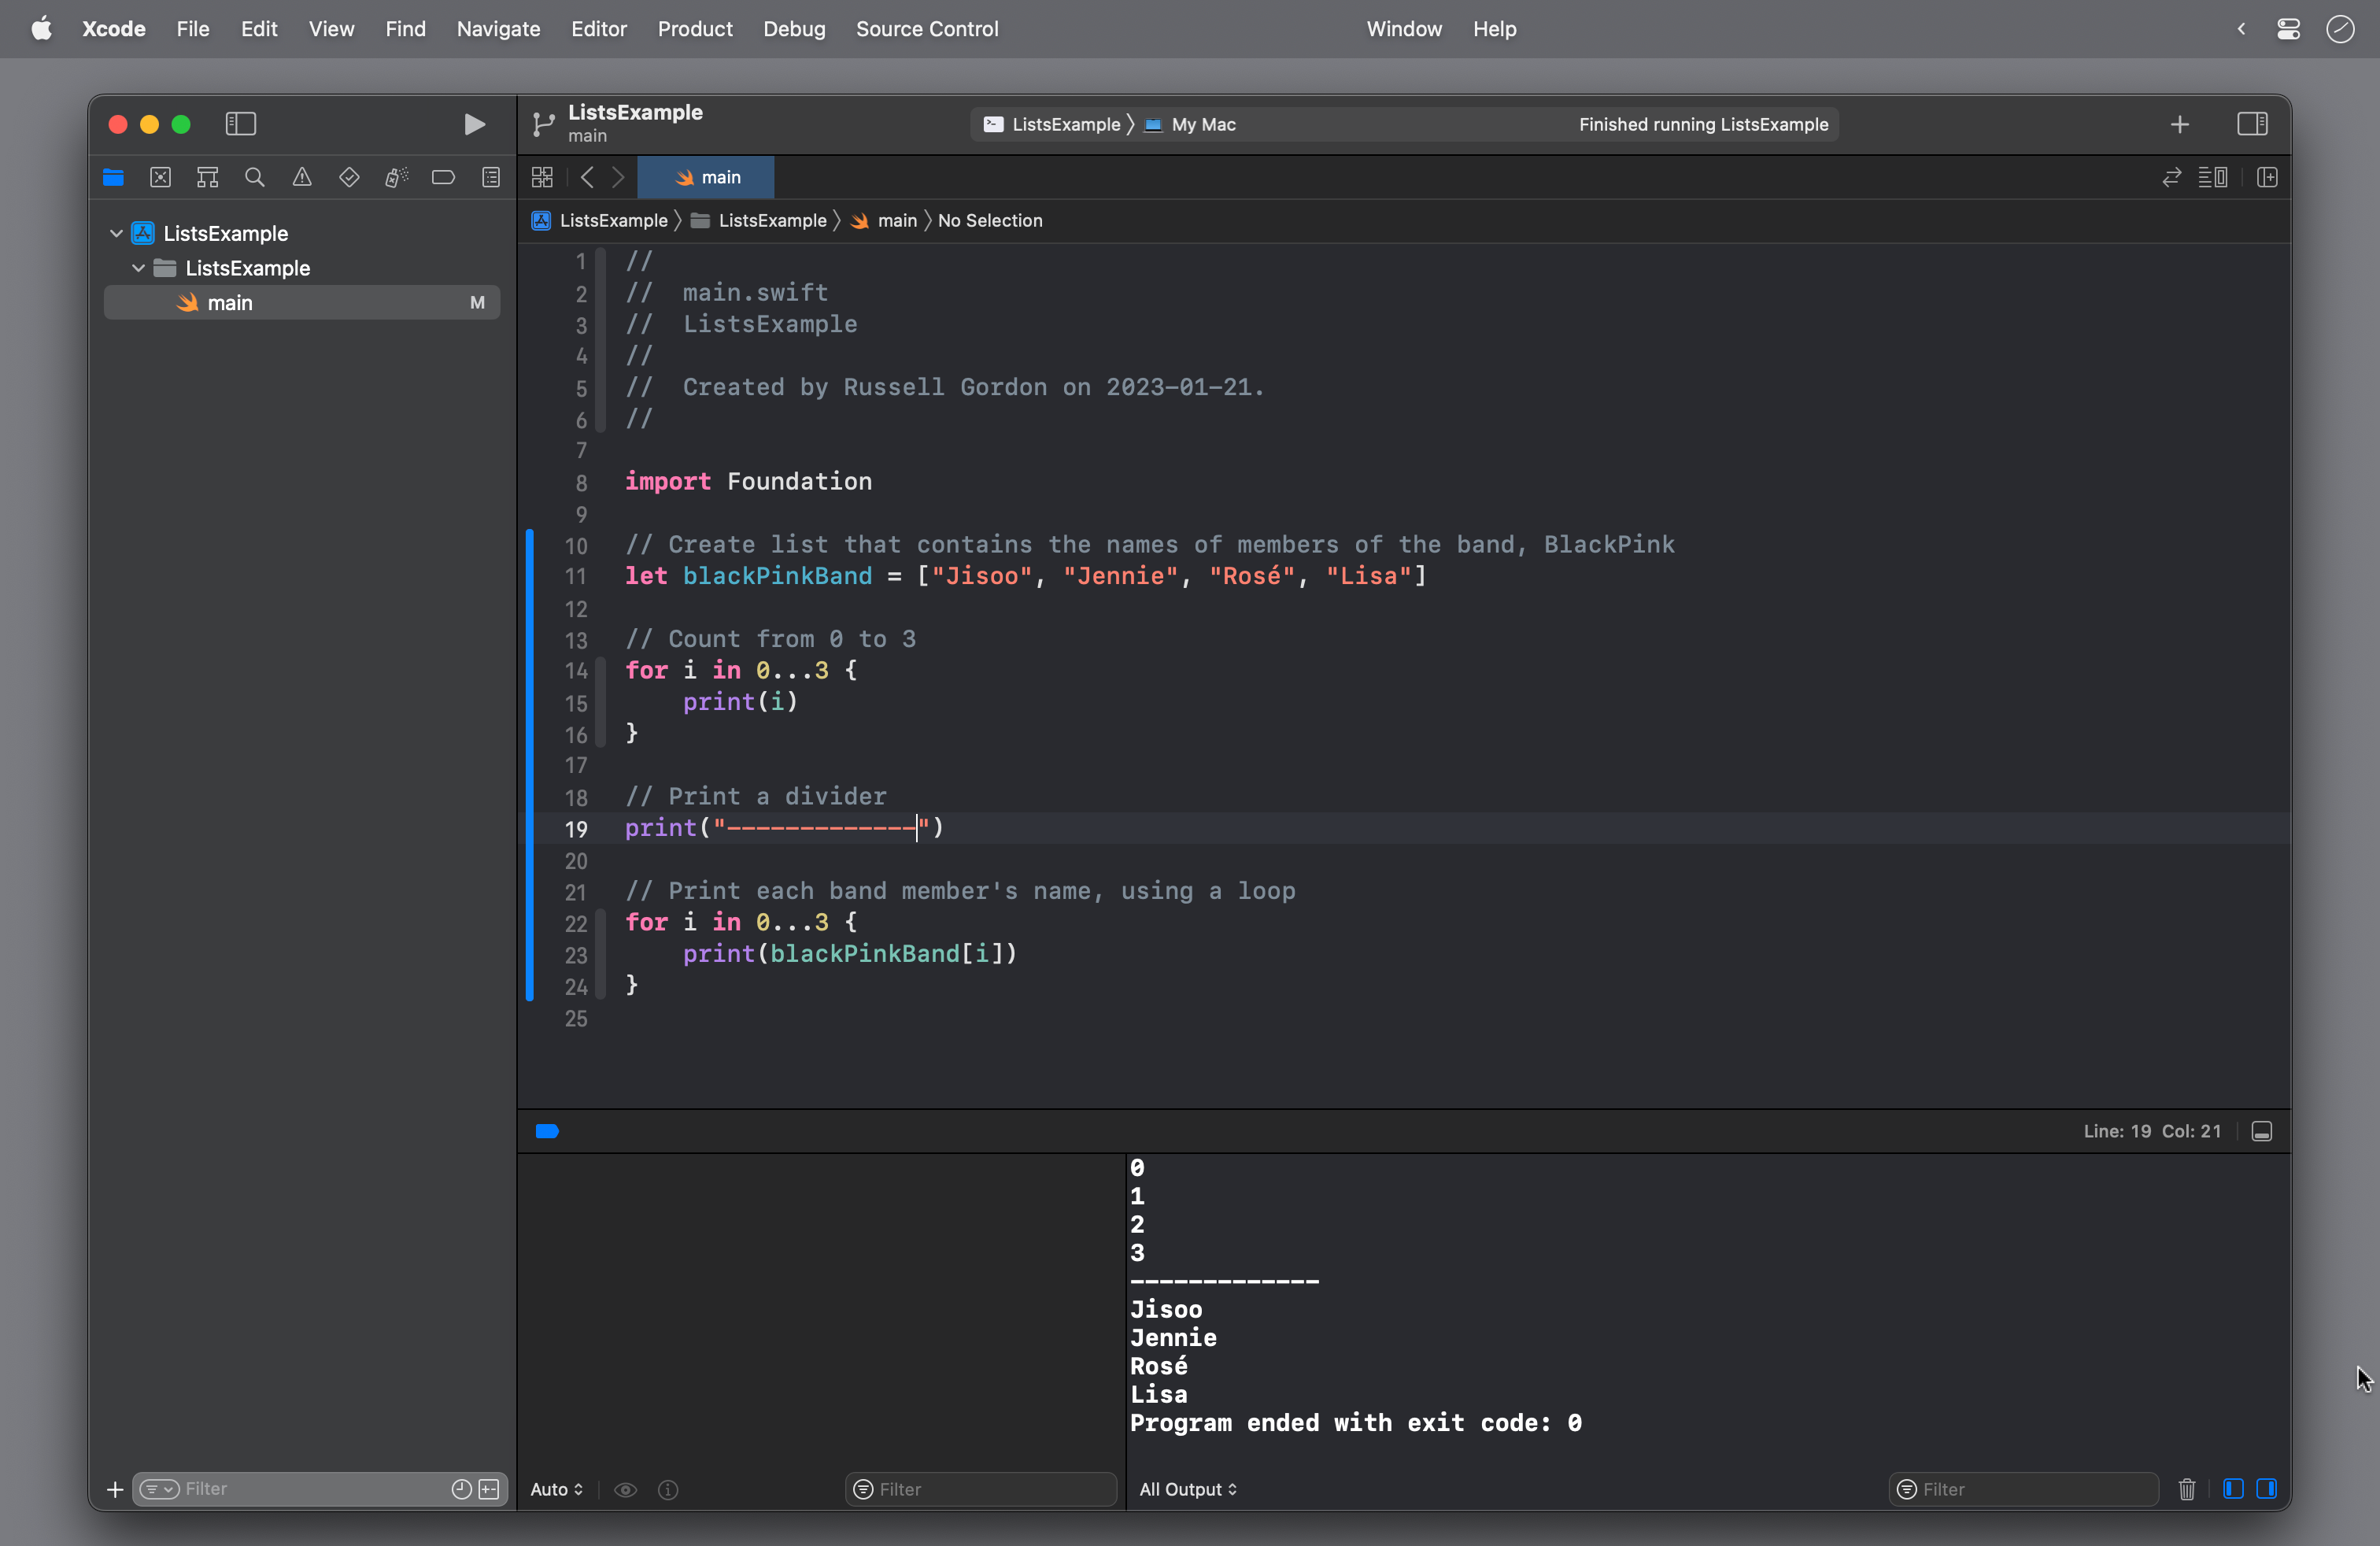 Xcode File Edit View Find Navigate Editor Product Debug Source Control Window Help
ListsExample
main
ListsExample 〉 My Mac
Finished running ListsExample
main
ListsExample 〉 ListsExample 〉 main 〉 No Selection
ListsExample
ListsExample
main M
1 //
2 //  main.swift
3 //  ListsExample
4 //
5 //  Created by Russell Gordon on 2023-01-21.
6 //
7
8 import Foundation
9
10 // Create list that contains the names of members of the band, BlackPink
11 let blackPinkBand = ["Jisoo", "Jennie", "Rosé", "Lisa"]
12
13 // Count from 0 to 3
14 for i in 0...3 {
15     print(i)
16 }
17
18 // Print a divider
19 print("-------------")
20
21 // Print each band member's name, using a loop
22 for i in 0...3 {
23     print(blackPinkBand[i])
24 }
25
Line: 19 Col: 21
0
1
2
3
-------------
Jisoo
Jennie
Rosé
Lisa
Program ended with exit code: 0
Filter
Auto
Filter
All Output
Filter